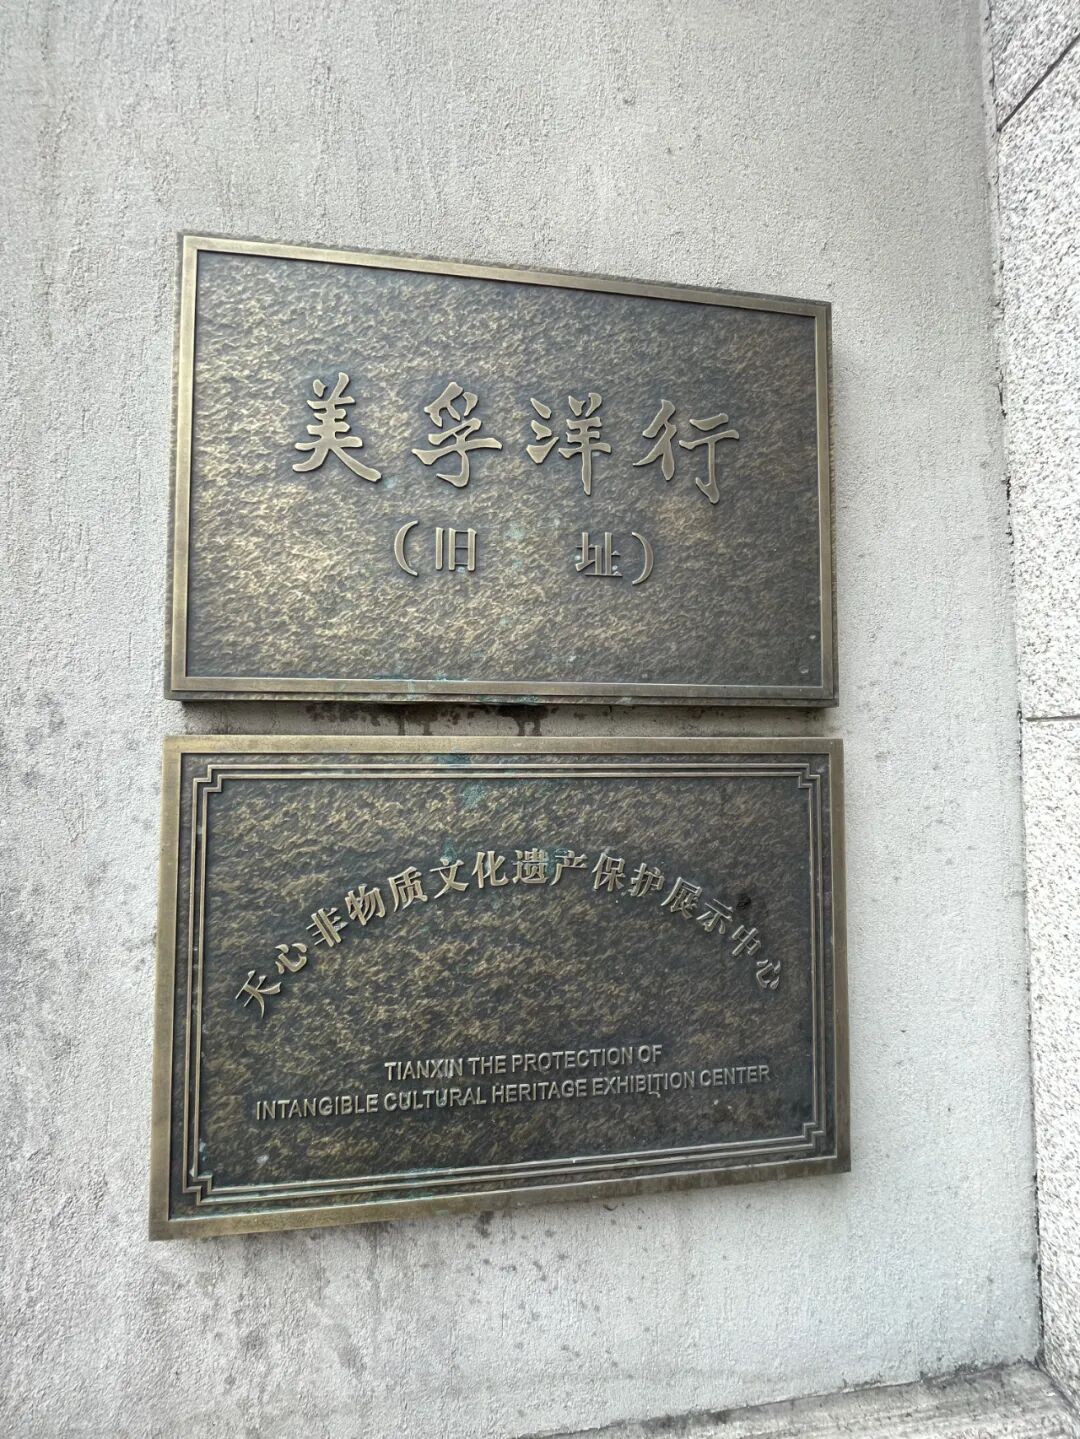 美孚洋行
（旧 址）
天心非物质文化遗产保护展示中心
TIANXIN THE PROTECTION OF
INTANGIBLE CULTURAL HERITAGE EXHIBITION CENTER